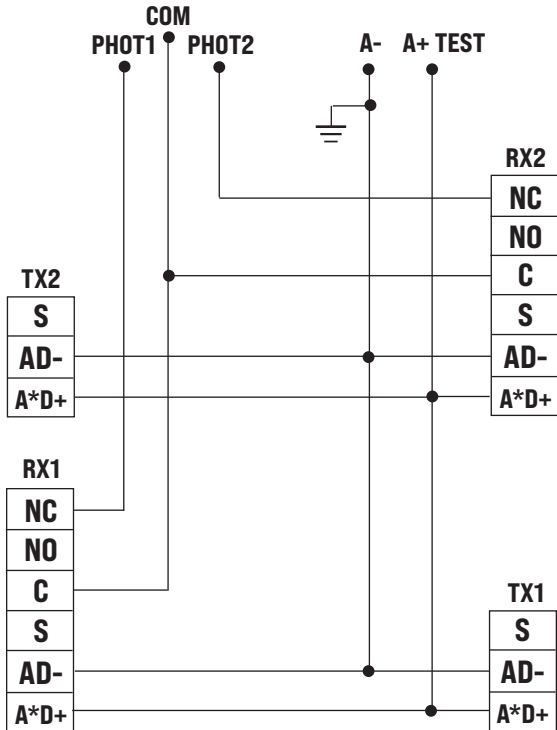 COM
PHOT1 PHOT2 A- A+ TEST
RX2
NC
NO
C
S
AD-
A*D+
TX2
S
AD-
A*D+
RX1
NC
NO
C
S
AD-
A*D+
TX1
S
AD-
A*D+